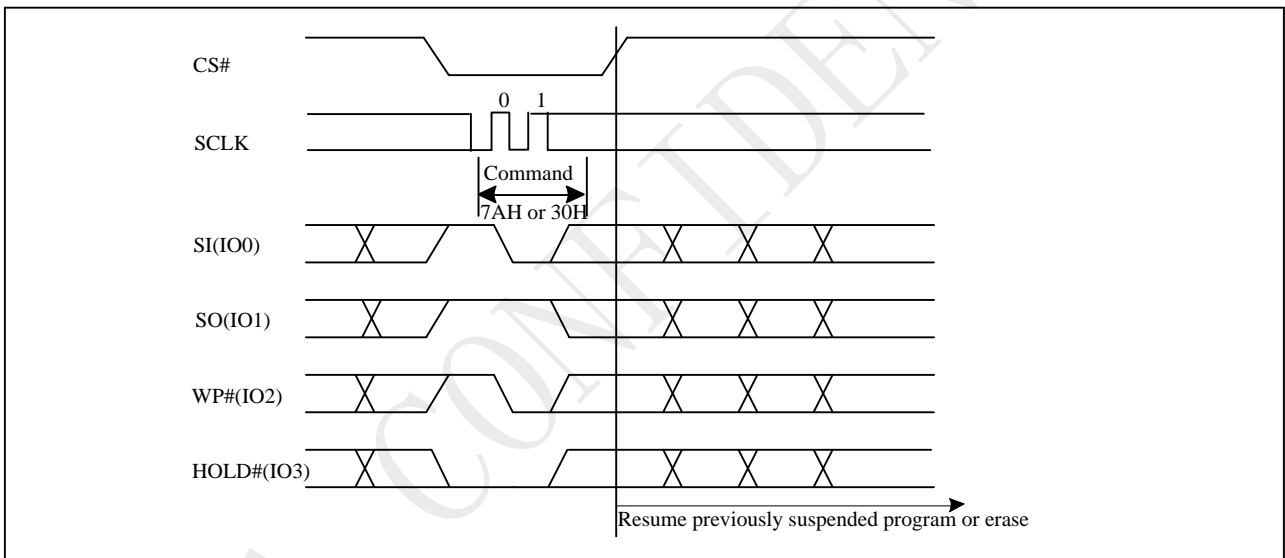 CS#
0 1
SCLK
Command
7AH or 30H
SI(IO0)
SO(IO1)
WP#(IO2)
HOLD#(IO3)
Resume previously suspended program or erase